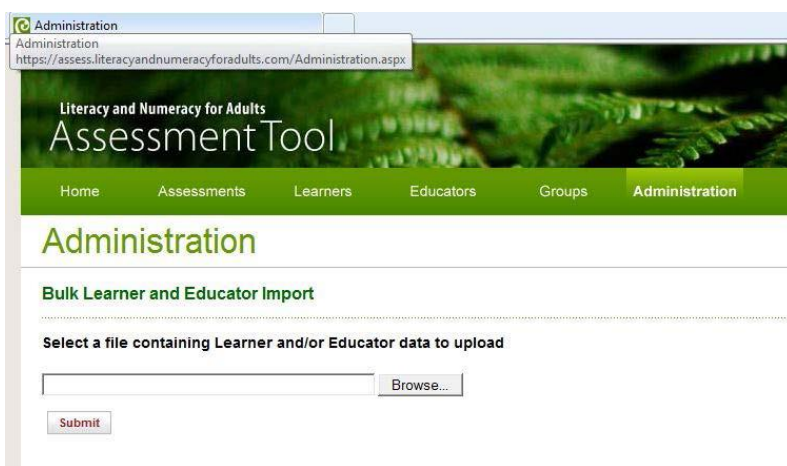 Administration
Administration
https://assess.literacyandnumeracyforadults.com/Administration.aspx
Literacy and Numeracy for Adults
Assessment Tool
Home Assessments Learners Educators Groups Administration
Administration
Bulk Learner and Educator Import
Select a file containing Learner and/or Educator data to upload
Browse...
Submit